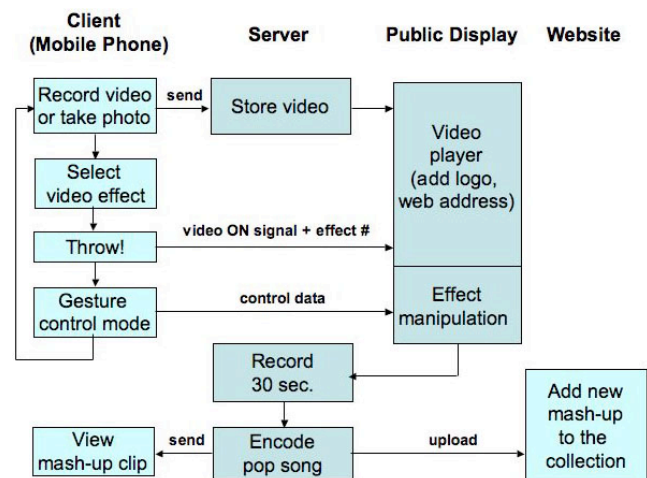 Client
(Mobile Phone)
Server
Public Display
Website
Record video
or take photo
send
Store video
Video
player
(add logo,
web address)
Select
video effect
Throw!
video ON signal + effect #
Gesture
control mode
control data
Effect
manipulation
Record
30 sec.
Add new
mash-up
to the
collection
View
mash-up clip
send
Encode
pop song
upload